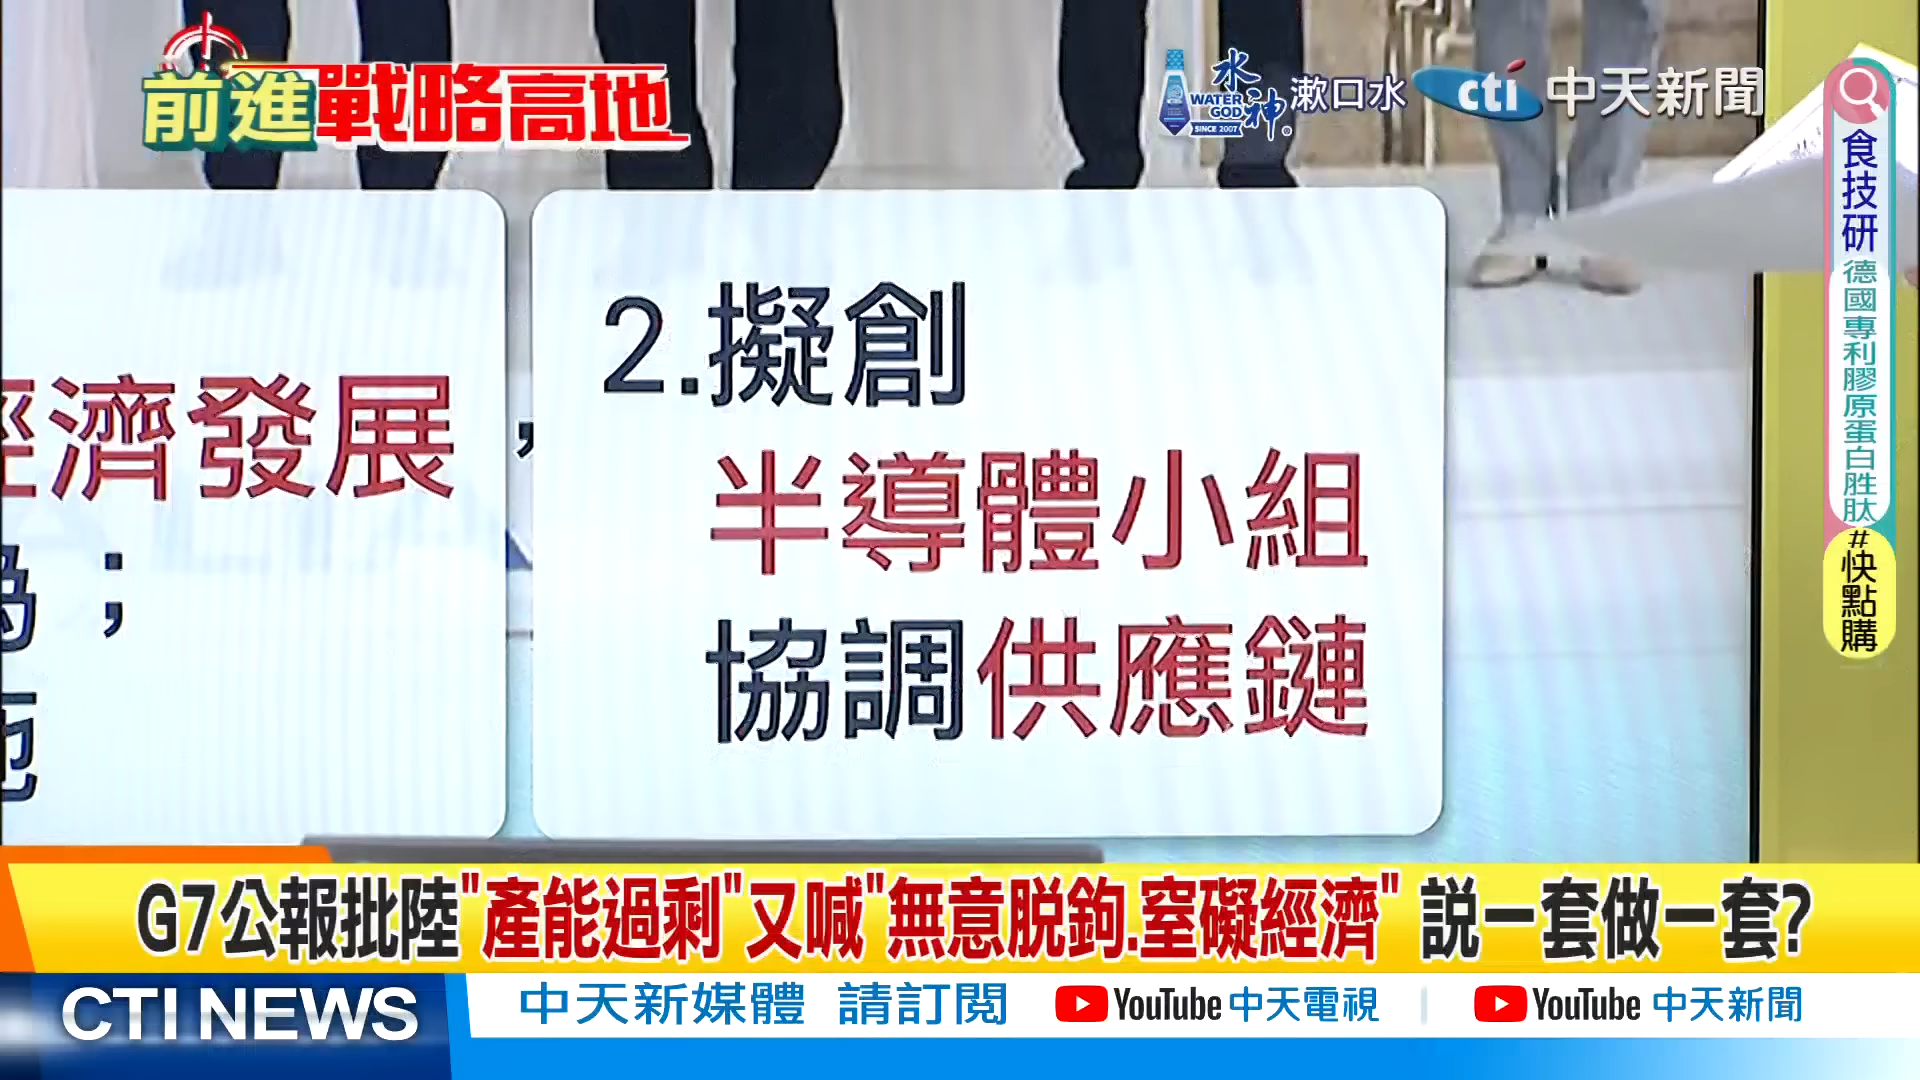 前進戰略高地
水神
WATER
GOD
SINCE 2007
漱口水
cti 中天新聞
食技研
德國專利膠原蛋白胜肽
#快點購
經濟發展，
為；
2.擬創
半導體小組
協調供應鏈
G7公報批陸"產能過剩"又喊"無意脫鉤.窒礙經濟" 説一套做一套?
CTI NEWS
中天新媒體 請訂閱 YouTube 中天電視 | YouTube 中天新聞